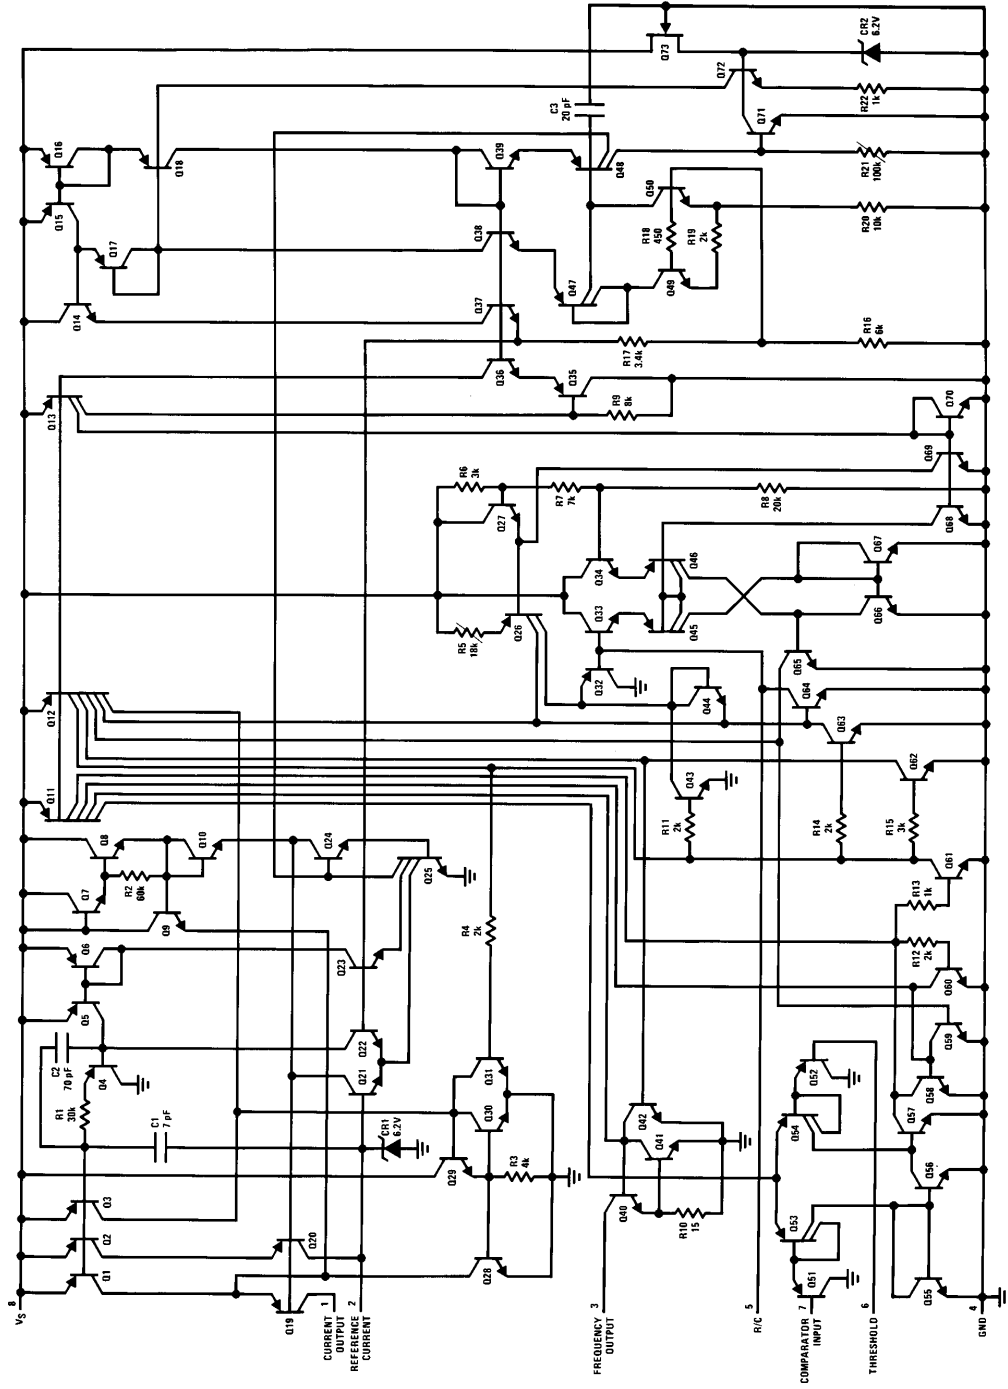 8
VS
Q1
Q2
Q3
Q5
Q6
Q7
Q8
Q11
Q12
Q13
Q14
Q15
Q16
C2
70 pF
R1
30k
Q4
R2
60k
Q9
Q10
Q17
Q18
C1
7 pF
Q19
Q20
Q21
Q22
Q23
Q24
1
CURRENT
OUTPUT
2
REFERENCE
CURRENT
CR1
6.2V
Q25
Q29
Q30
Q31
R4
2k
R5
18k
Q26
Q27
R6
3k
Q36
Q37
Q38
Q39
Q28
R3
4k
R7
7k
Q35
Q47
Q48
C3
20 pF
3
FREQUENCY
OUTPUT
Q40
Q41
Q42
Q32
Q33
Q34
R9
8k
R17
3.4k
R18
450
Q50
R10
15
R11
2k
Q43
Q44
Q45
Q46
Q49
R19
2k
Q73
5
R/C
7
COMPARATOR
INPUT
Q51
Q53
Q54
Q52
R8
20k
Q71
Q72
6
THRESHOLD
Q63
Q64
Q65
R14
2k
R15
3k
Q62
Q66
Q67
Q68
Q69
Q70
R16
6k
R20
10k
R21
100k
R22
1k
CR2
6.2V
Q55
Q56
Q57
Q58
Q59
Q60
R12
2k
R13
1k
Q61
4
GND